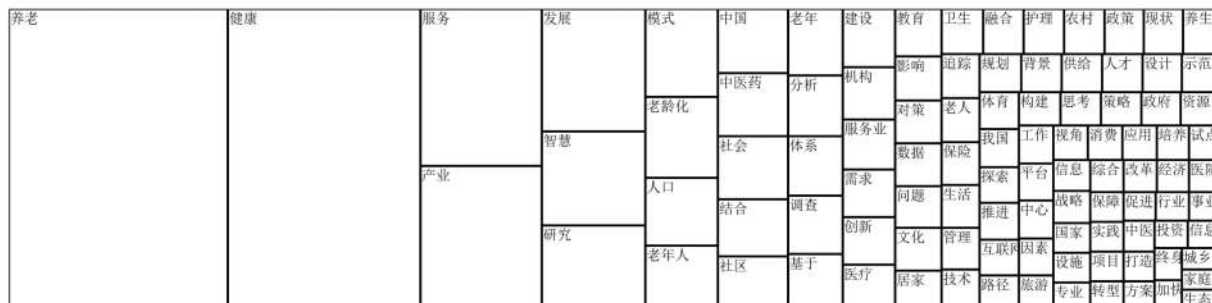 养老
健康
服务
产业
发展
智慧
研究
模式
老龄化
人口
老年人
中国
中医药
社会
结合
社区
老年
分析
体系
调查
基于
建设
机构
服务业
需求
创新
医疗
教育
影响
对策
数据
问题
文化
居家
卫生
追踪
老人
保险
生活
管理
技术
融合
护理
农村
政策
现状
养生
规划
背景
供给
人才
设计
示范
体育
构建
思考
策略
政府
资源
我国
探索
推进
互联网
路径
工作
平台
中心
因素
旅游
视角
消费
应用
培养
试点
信息
综合
改革
经济
医院
战略
保障
促进
行业
事业
国家
实践
中医
投资
信息
设施
项目
打造
终身
城乡
专业
转型
方案
加快
家庭
生态